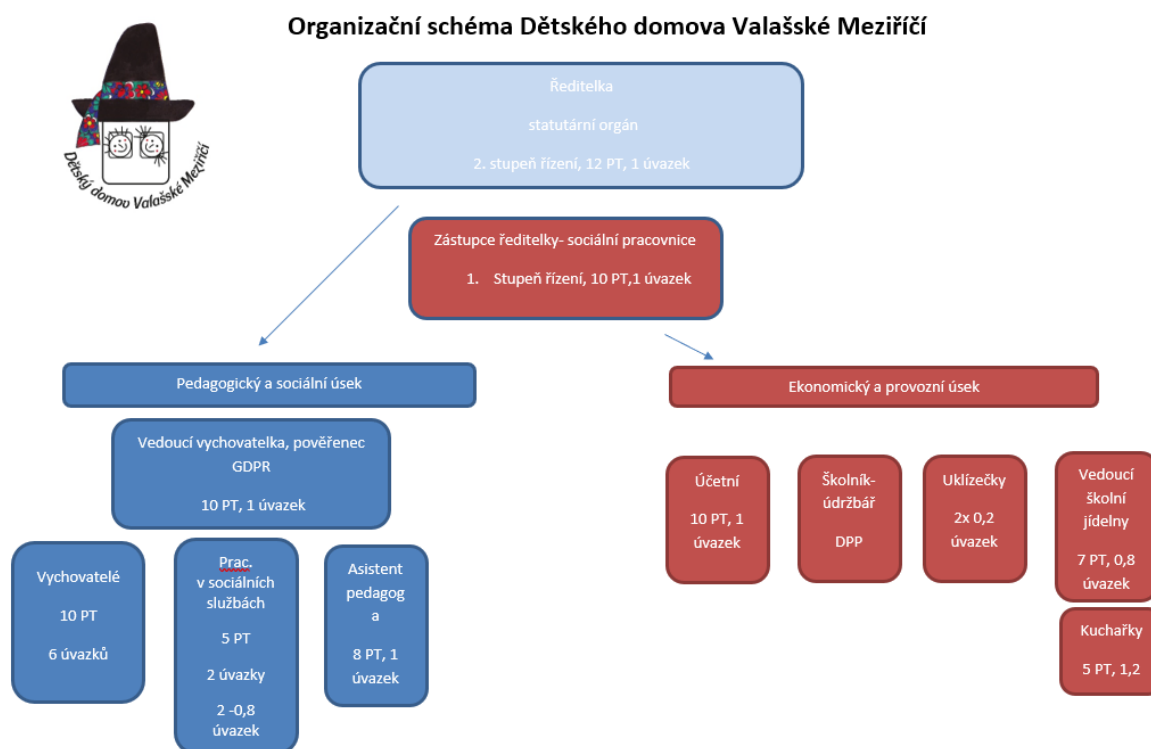 Organizační schéma Dětského domova Valašské Meziříčí
Dětský domov Valašské Meziříčí
Ředitelka
statutární orgán
2. stupeň řízení, 12 PT, 1 úvazek
Zástupce ředitelky- sociální pracovnice
1. Stupeň řízení, 10 PT,1 úvazek
Pedagogický a sociální úsek
Vedoucí vychovatelka, pověřenec
GDPR
10 PT, 1 úvazek
Vychovatelé
10 PT
6 úvazků
Prac.
v sociálních
službách
5 PT
2 úvazky
2 -0,8
úvazek
Asistent
pedagog
a
8 PT, 1
úvazek
Ekonomický a provozní úsek
Účetní
10 PT, 1
úvazek
Školník-
údržbář
DPP
Uklízečky
2x 0,2
úvazek
Vedoucí
školní
jídelny
7 PT, 0,8
úvazek
Kuchařky
5 PT, 1,2